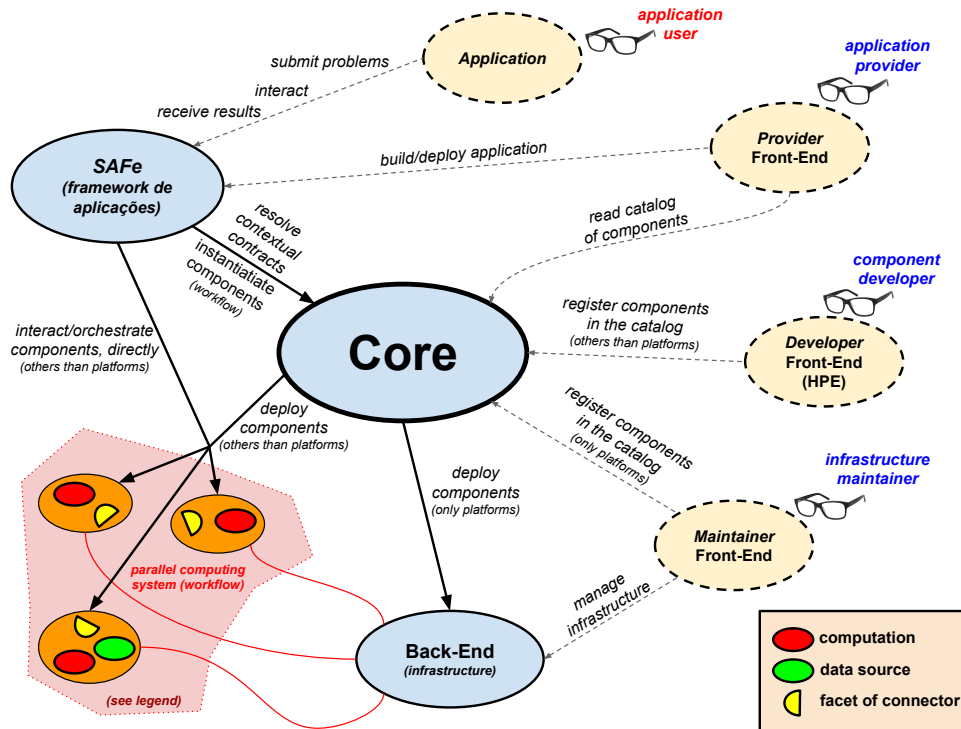 application
user
Application
submit problems
interact
receive results
application
provider
Provider
Front-End
SAFe
(framework de
aplicações)
build/deploy application
read catalog
of components
resolve
contextual
contracts
instantiatiate
components
(workflow)
component
developer
Developer
Front-End
(HPE)
register components
in the catalog
(others than platforms)
Core
interact/orchestrate
components, directly
(others than platforms)
deploy
components
(others than platforms)
register components
in the catalog
(only platforms)
deploy
components
(only platforms)
infrastructure
maintainer
Maintainer
Front-End
manage
infrastructure
parallel computing
system (workflow)
Back-End
(infrastructure)
(see legend)
computation
data source
facet of connector